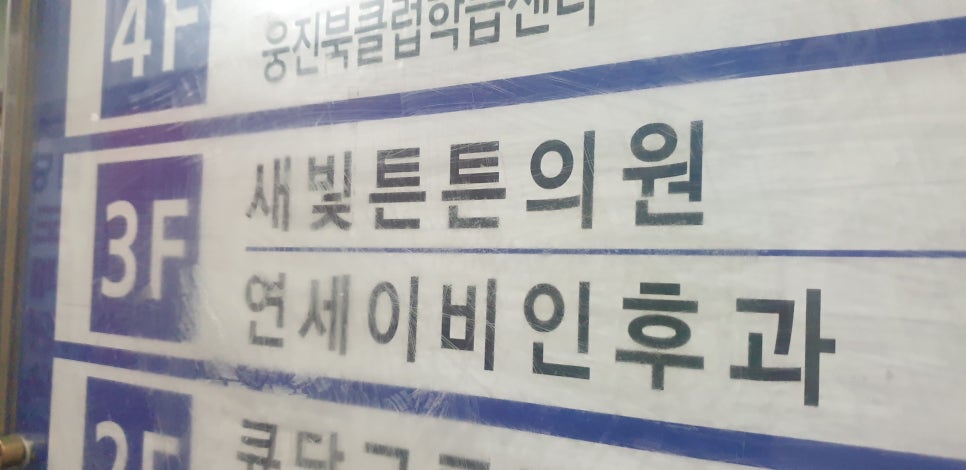 4F
웅진북클럽학습센터
3F
새빛튼튼의원
연세이비인후과
2F